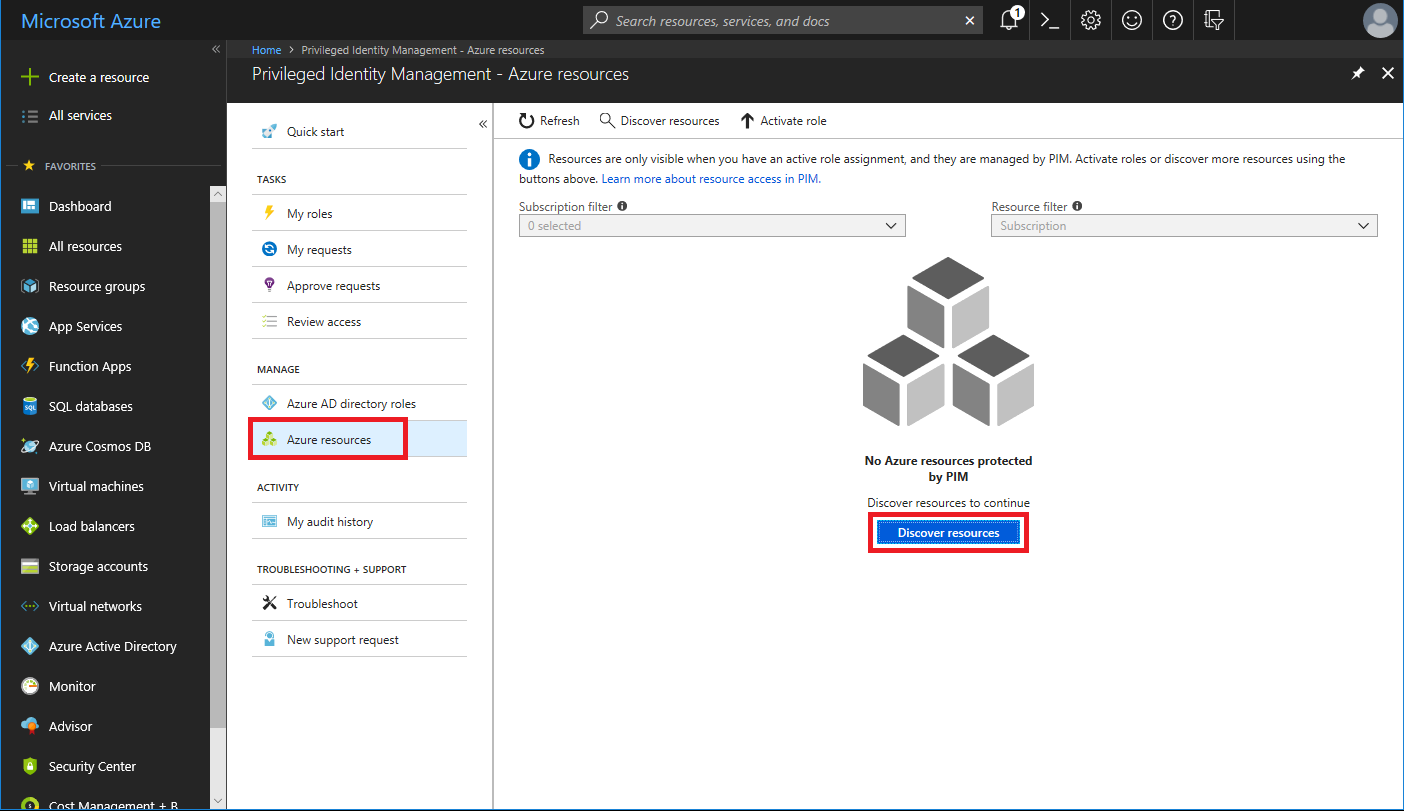 Microsoft Azure
Search resources, services, and docs
1
Create a resource
All services
FAVORITES
Dashboard
All resources
Resource groups
App Services
Function Apps
SQL databases
Azure Cosmos DB
Virtual machines
Load balancers
Storage accounts
Virtual networks
Azure Active Directory
Monitor
Advisor
Security Center
Cost Management + B
Home > Privileged Identity Management - Azure resources
Privileged Identity Management - Azure resources
Quick start
TASKS
My roles
My requests
Approve requests
Review access
MANAGE
Azure AD directory roles
Azure resources
ACTIVITY
My audit history
TROUBLESHOOTING + SUPPORT
Troubleshoot
New support request
Refresh Discover resources Activate role
Resources are only visible when you have an active role assignment, and they are managed by PIM. Activate roles or discover more resources using the
buttons above. Learn more about resource access in PIM.
Subscription filter
0 selected
Resource filter
Subscription
No Azure resources protected
by PIM
Discover resources to continue
Discover resources